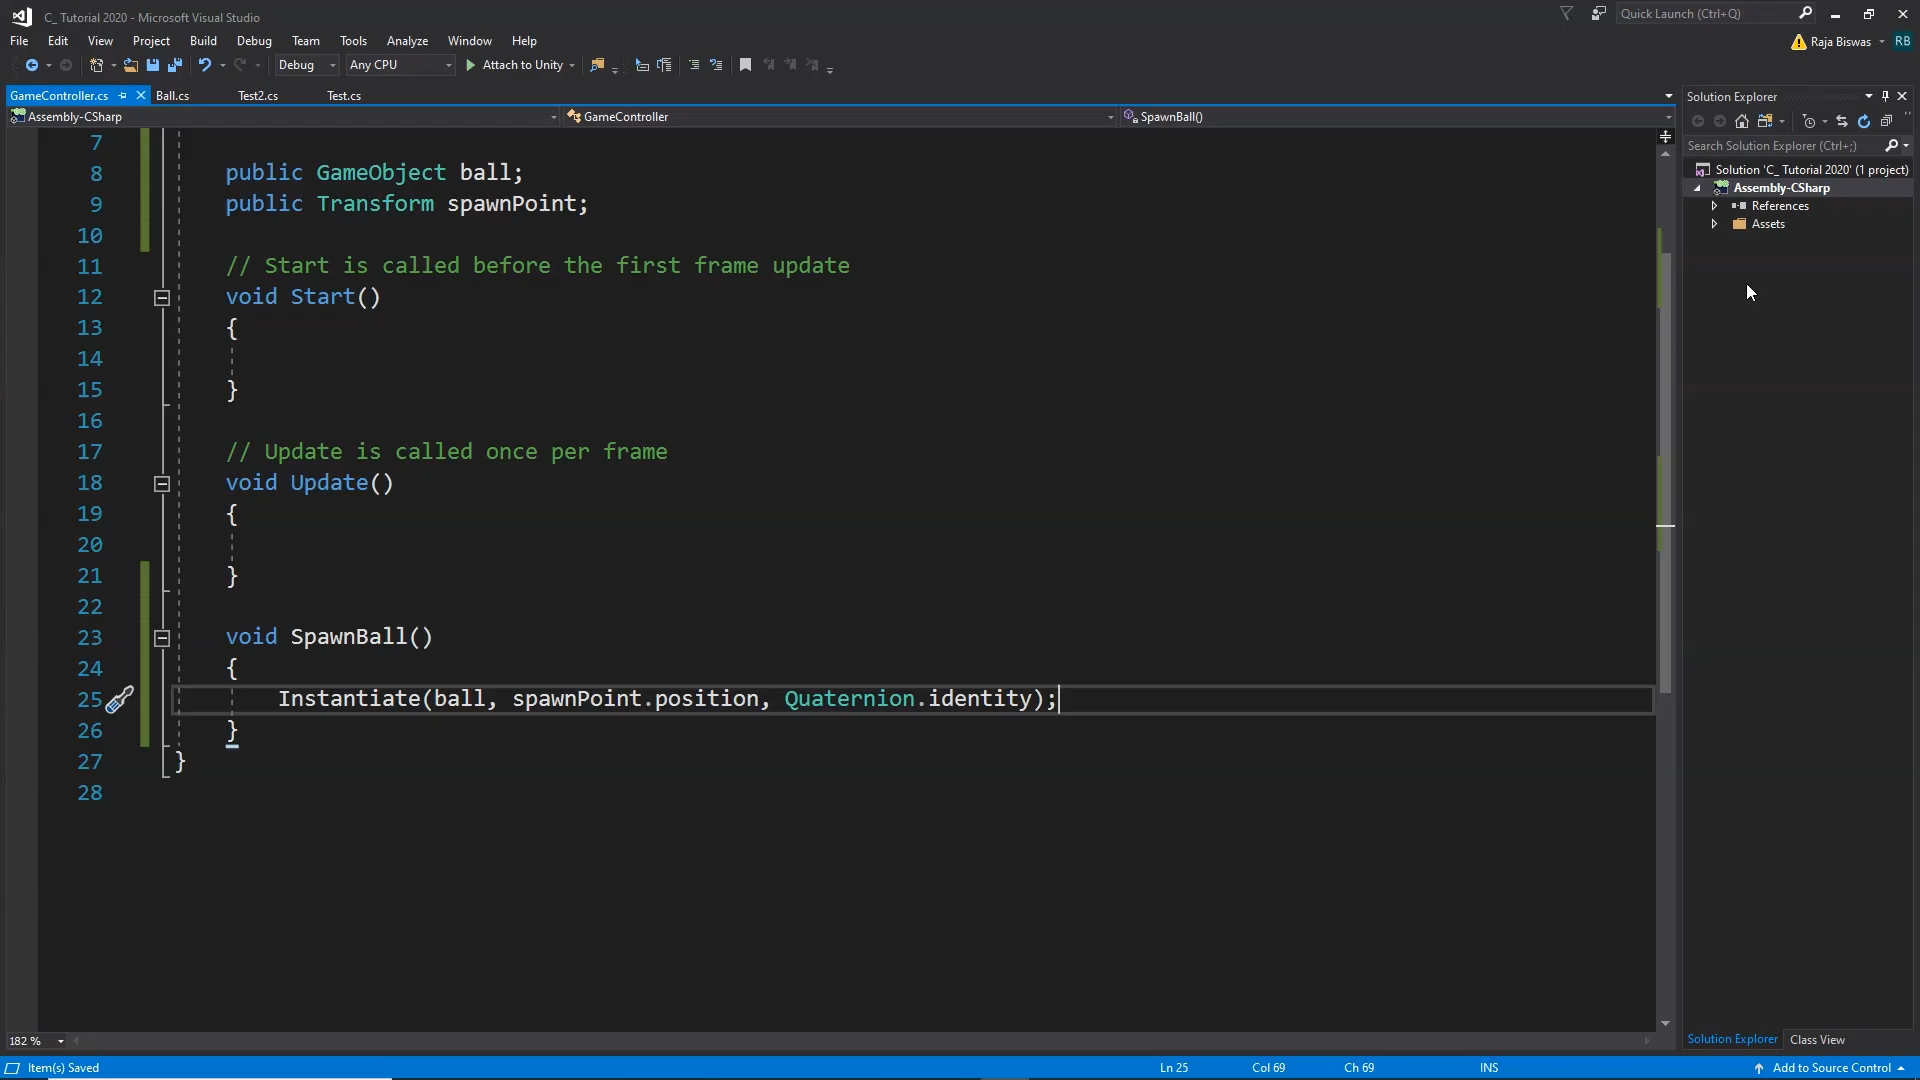 C_ Tutorial 2020 - Microsoft Visual Studio
Quick Launch (Ctrl+Q)
File Edit View Project Build Debug Team Tools Analyze Window Help
Raja Biswas RB
Debug Any CPU Attach to Unity
GameController.cs Ball.cs Test2.cs Test.cs
Assembly-CSharp GameController SpawnBall()
7
8 public GameObject ball;
9 public Transform spawnPoint;
10
11 // Start is called before the first frame update
12 void Start()
13 {
14
15 }
16
17 // Update is called once per frame
18 void Update()
19 {
20
21 }
22
23 void SpawnBall()
24 {
25 Instantiate(ball, spawnPoint.position, Quaternion.identity);
26 }
27 }
28
182 %
Solution Explorer
Search Solution Explorer (Ctrl+;)
Solution 'C_ Tutorial 2020' (1 project)
Assembly-CSharp
References
Assets
Solution Explorer Class View
Item(s) Saved Ln 25 Col 69 Ch 69 INS Add to Source Control